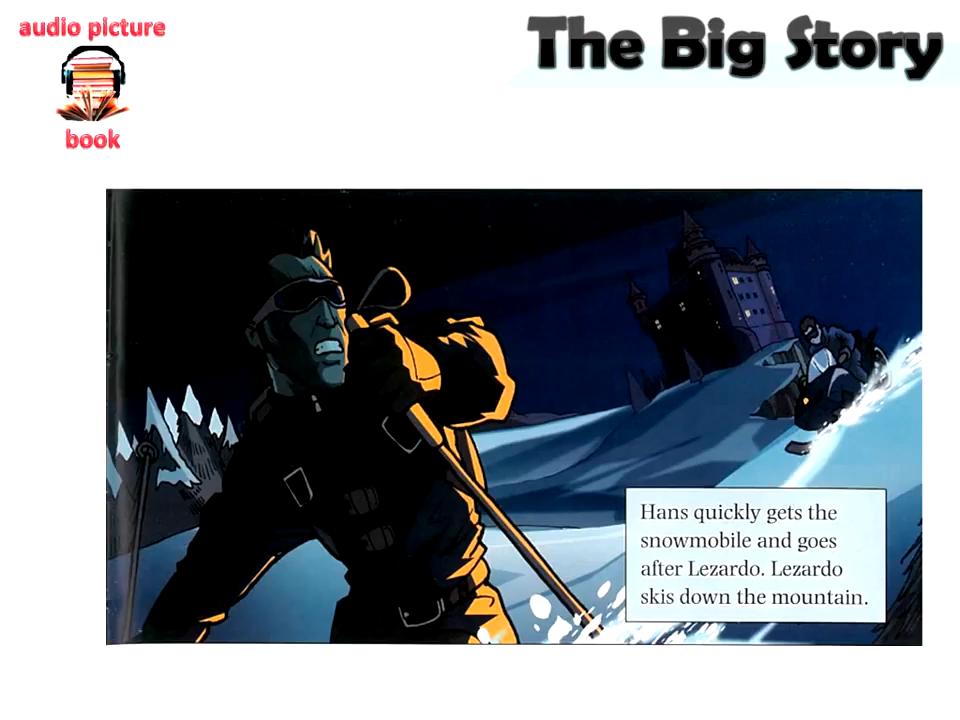 audio picture
book
The Big Story
Hans quickly gets the
snowmobile and goes
after Lezardo. Lezardo
skis down the mountain.